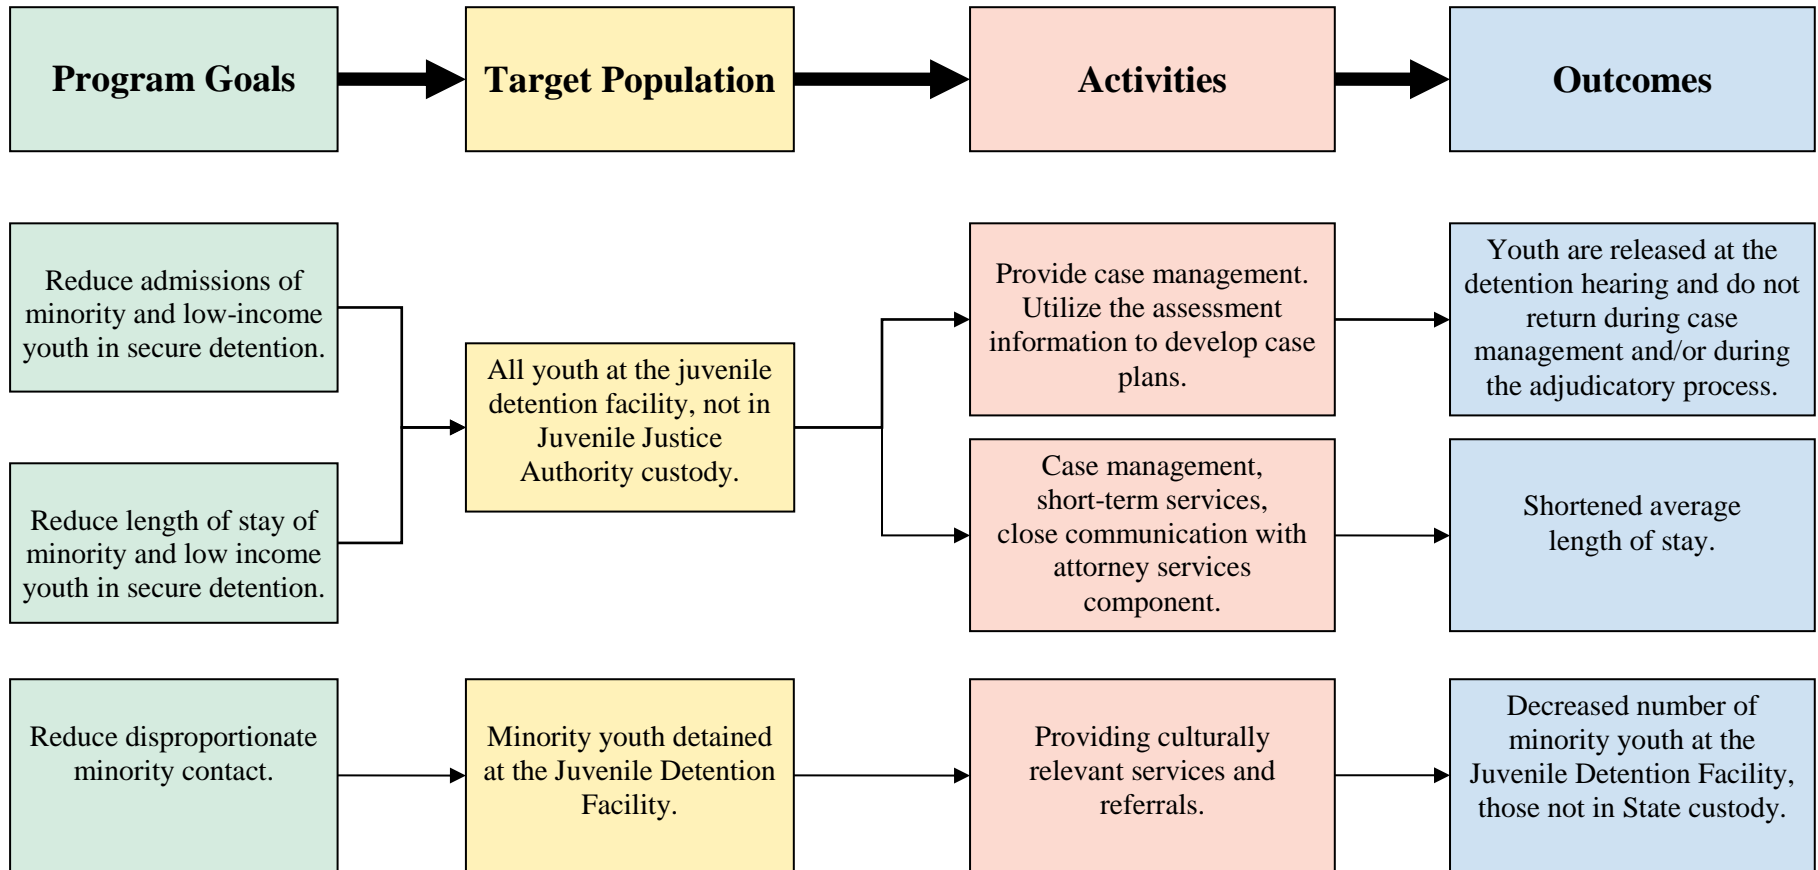 Program Goals
Target Population
Activities
Outcomes
Reduce admissions of
minority and low-income
youth in secure detention.
Reduce length of stay of
minority and low income
youth in secure detention.
All youth at the juvenile
detention facility, not in
Juvenile Justice
Authority custody.
Provide case management.
Utilize the assessment
information to develop case
plans.
Youth are released at the
detention hearing and do not
return during case
management and/or during
the adjudicatory process.
Case management,
short-term services,
close communication with
attorney services
component.
Shortened average
length of stay.
Reduce disproportionate
minority contact.
Minority youth detained
at the Juvenile Detention
Facility.
Providing culturally
relevant services and
referrals.
Decreased number of
minority youth at the
Juvenile Detention Facility,
those not in State custody.